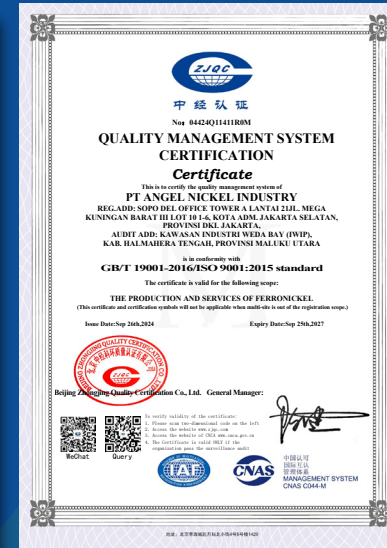 ZJQC
中经认证
No: 04424Q11411R0M
QUALITY MANAGEMENT SYSTEM
CERTIFICATION
Certificate
This is to certify the quality management system of
PT ANGEL NICKEL INDUSTRY
REG.ADD: SOPO DEL OFFICE TOWER A LANTAI 21JL. MEGA
KUNINGAN BARAT III LOT 10 1-6, KOTA ADM. JAKARTA SELATAN,
PROVINSI DKI. JAKARTA,
AUDIT ADD: KAWASAN INDUSTRI WEDA BAY (IWIP),
KAB. HALMAHERA TENGAH, PROVINSI MALUKU UTARA
is in conformity with
GB/T 19001-2016/ISO 9001:2015 standard
The certificate is valid for the following scope:
THE PRODUCTION AND SERVICES OF FERRONICKEL
(This certificate and certification symbols will not be applicable when multi-site is out of the registration scope.)
Issue Date:Sep 26th,2024 Expiry Date:Sep 25th,2027
BEIJING ZHONGJING QUALITY CERTIFICATION CO., LTD
ZJQC
Beijing Zhongjing Quality Certification Co., Ltd. General Manager:
To verify validity of the certificate:
1. Please scan two-dimensional code on the left
2. Access the website www.zjqc.com
3. Access the website of CNCA www.cnca.gov.cn
4. The Certificate is valid ONLY if the
organization pass the surveillance audit
WeChat Query
IAF
CNAS
中国认可
国际互认
管理体系
MANAGEMENT SYSTEM
CNAS C044-M